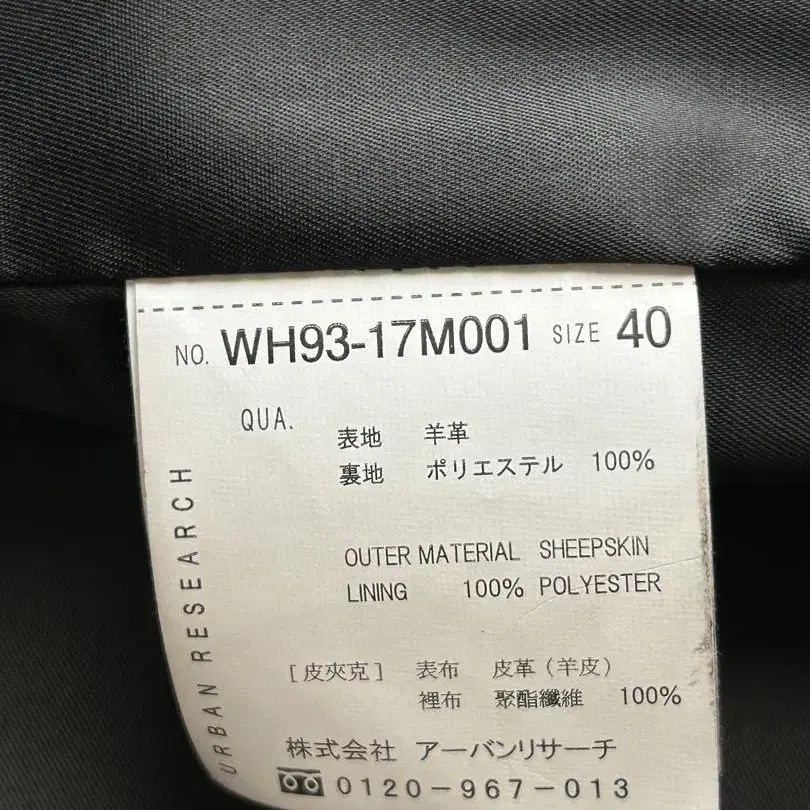 NO. WH93-17M001 SIZE 40
QUA.
表地 羊革
裏地 ポリエステル 100%
OUTER MATERIAL SHEEPSKIN
LINING 100% POLYESTER
[皮夾克] 表布 皮革(羊皮)
裡布 聚酯纖維 100%
株式会社 アーバンリサーチ
0120-967-013
URBAN RESEARCH